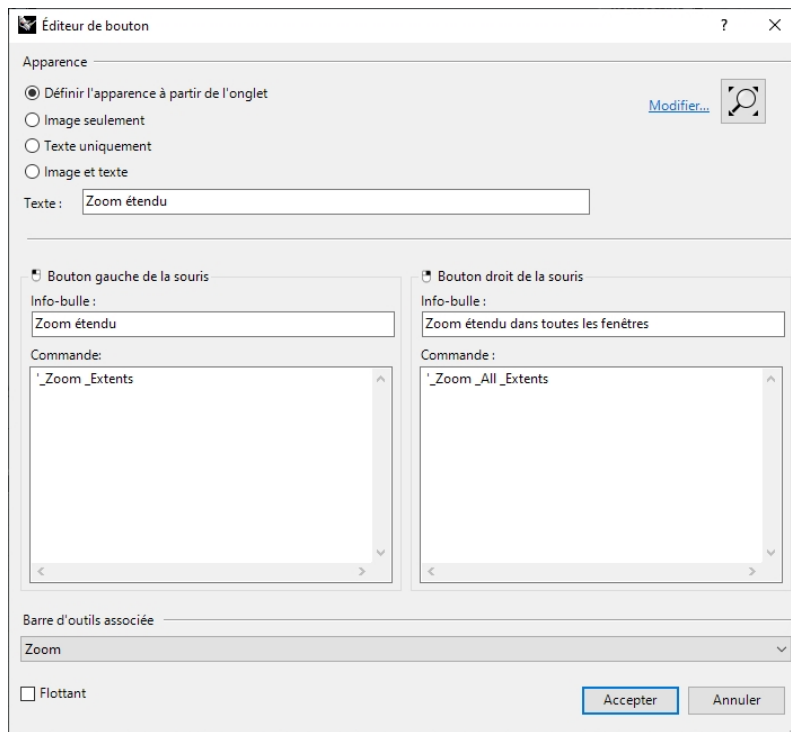 Éditeur de bouton
Apparence
Définir l'apparence à partir de l'onglet
Modifier...
Image seulement
Texte uniquement
Image et texte
Texte : Zoom étendu
Bouton gauche de la souris
Info-bulle :
Zoom étendu
Commande:
'_Zoom _Extents
Bouton droit de la souris
Info-bulle :
Zoom étendu dans toutes les fenêtres
Commande :
'_Zoom _All _Extents
Barre d'outils associée
Zoom
Flottant
Accepter Annuler